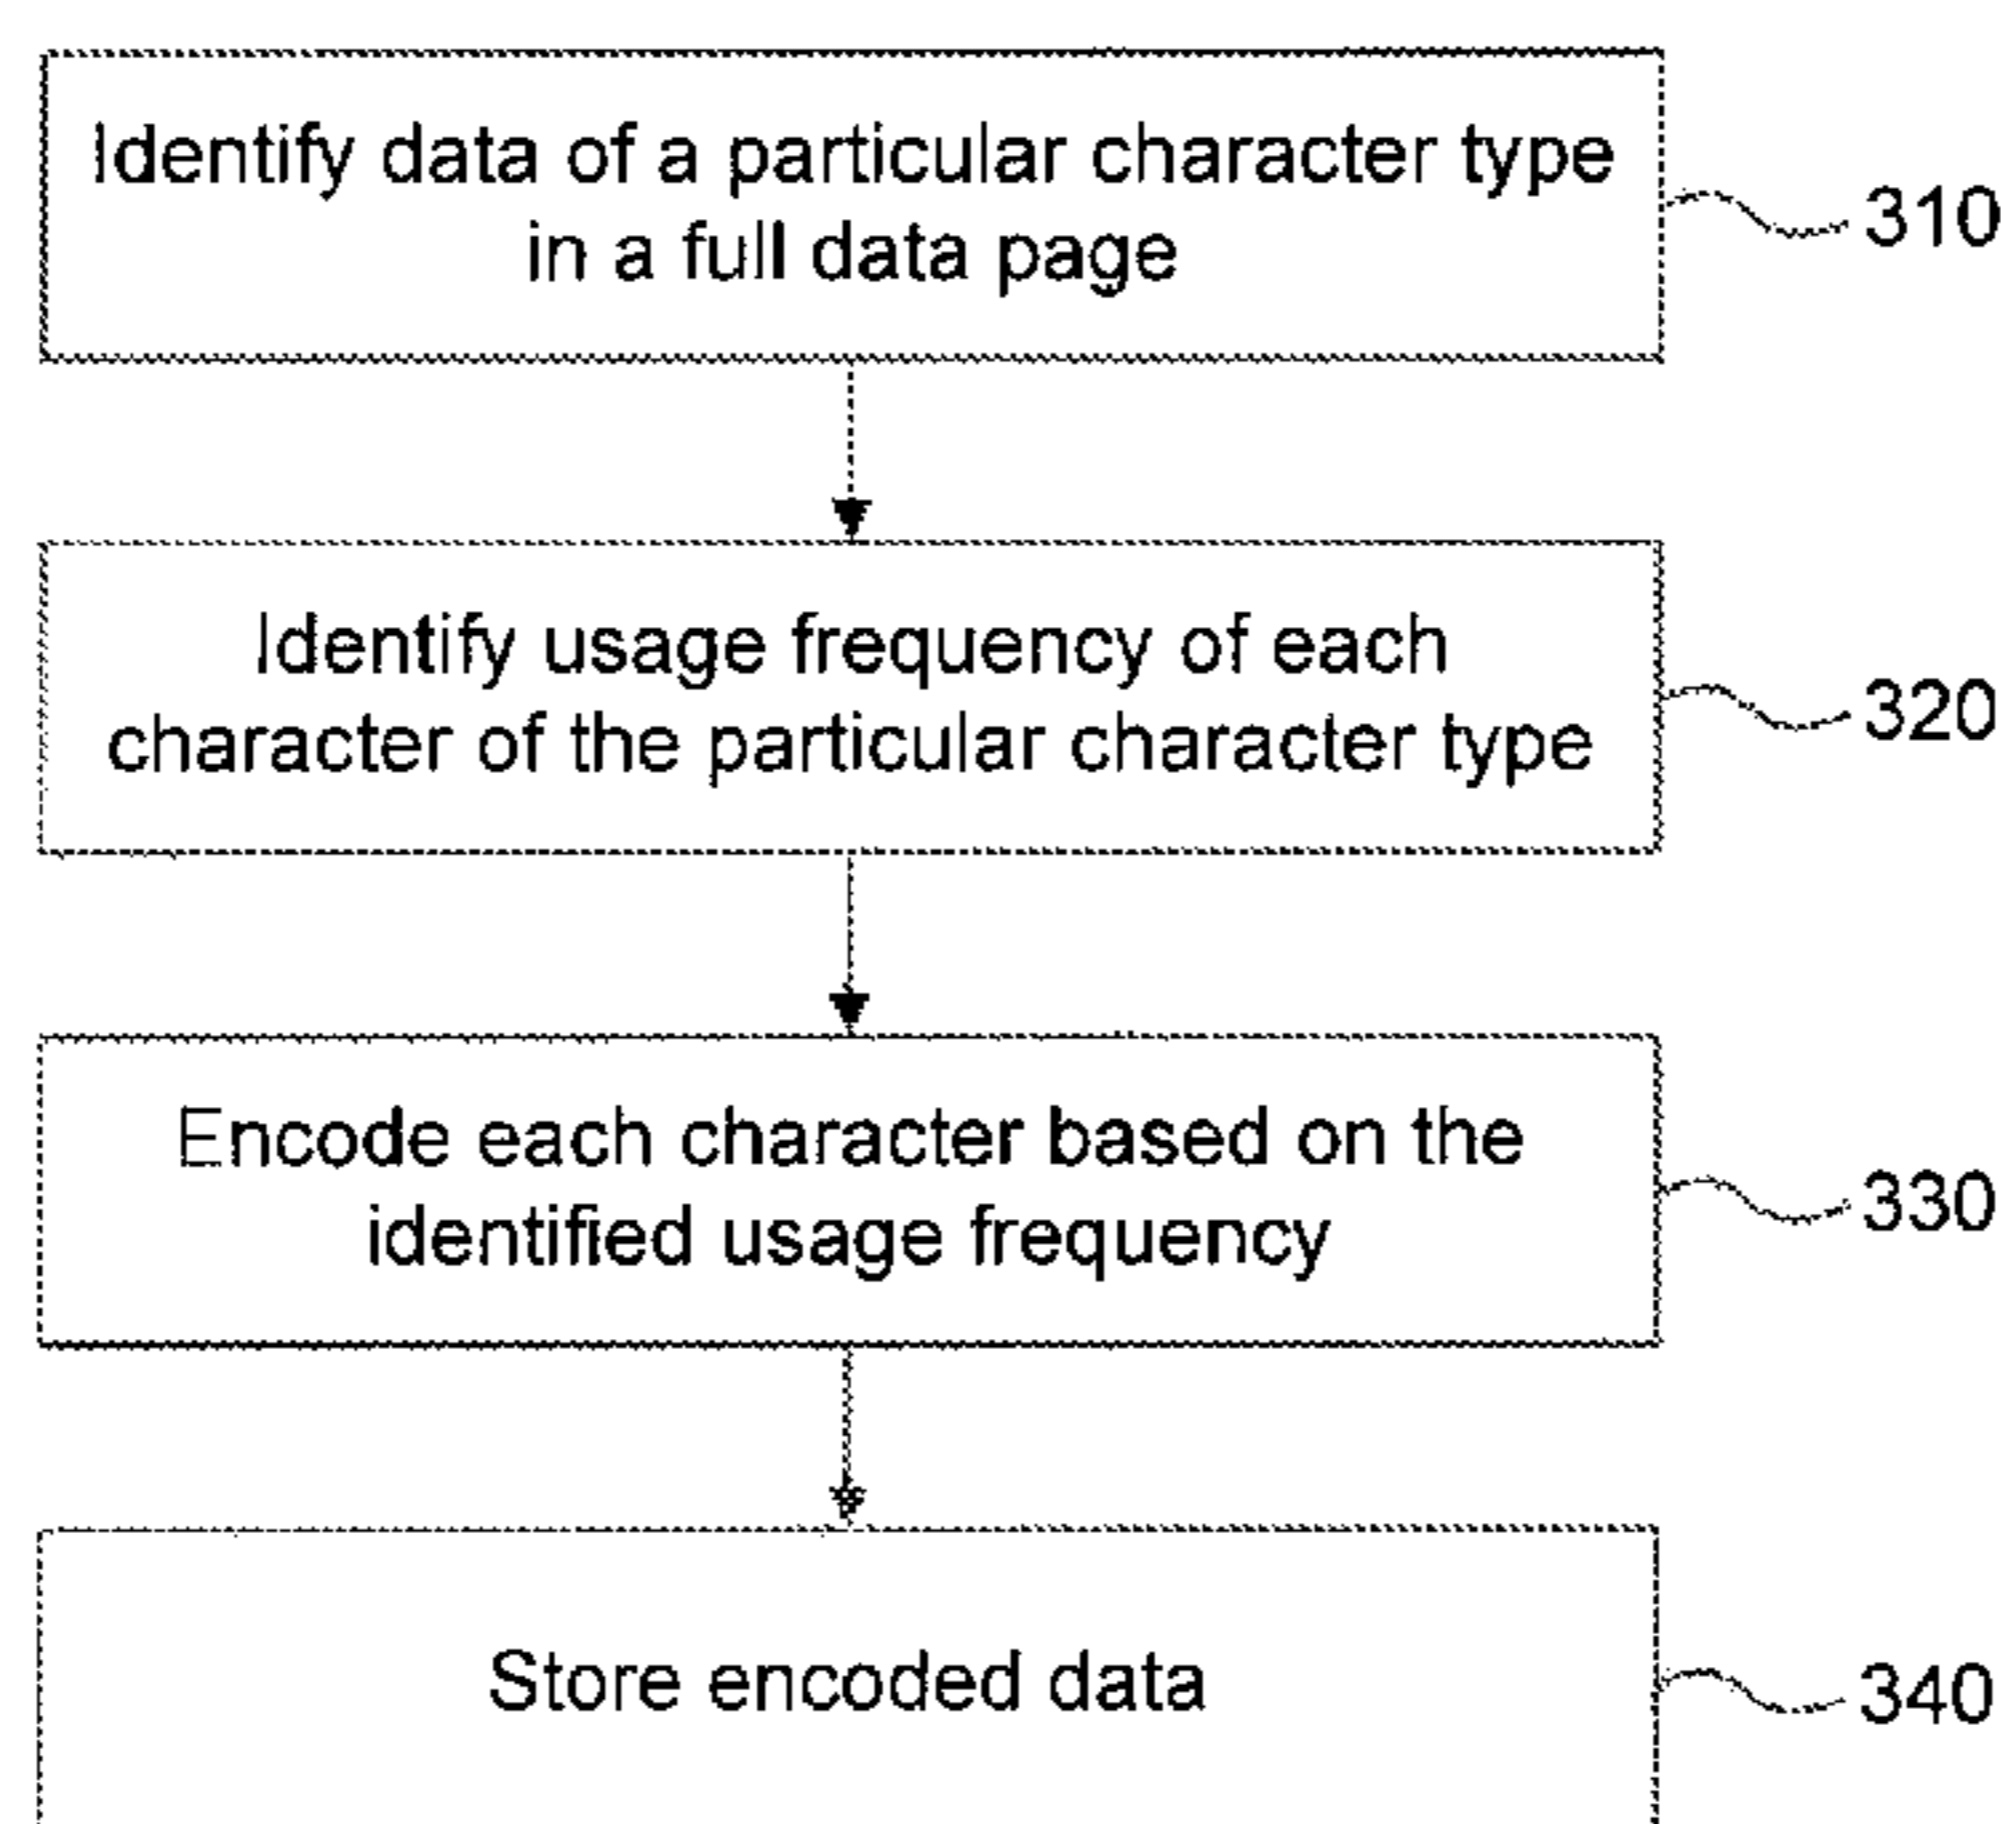 Identify data of a particular character type
in a full data page
310
Identify usage frequency of each
character of the particular character type
320
Encode each character based on the
identified usage frequency
330
Store encoded data
340